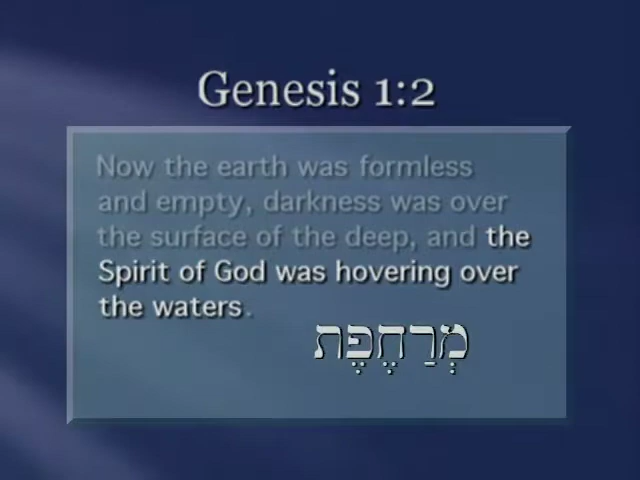 Genesis 1:2
Now the earth was formless
and empty, darkness was over
the surface of the deep, and the
Spirit of God was hovering over
the waters.
מְרַחֶפֶת